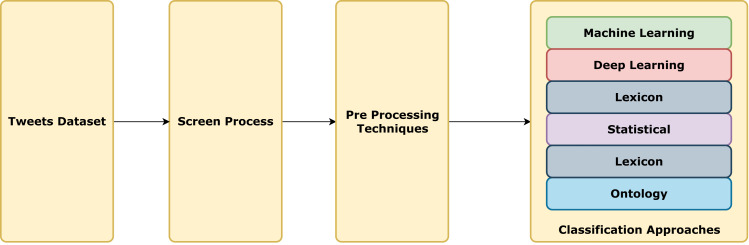 Tweets Dataset
Screen Process
Pre Processing
Techniques
Machine Learning
Deep Learning
Lexicon
Statistical
Lexicon
Ontology
Classification Approaches